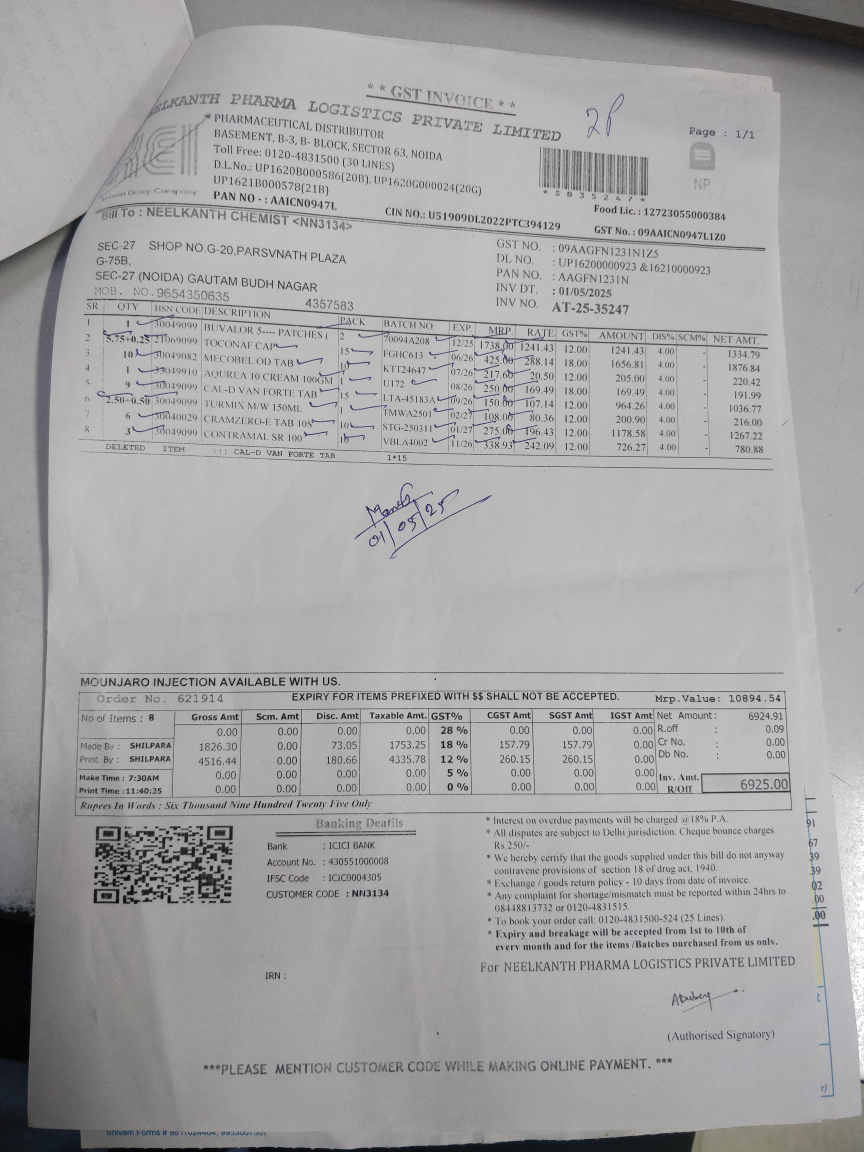 * * GST INVOICE * *
2P
Page : 1/1
NEELKANTH PHARMA LOGISTICS PRIVATE LIMITED
PHARMACEUTICAL DISTRIBUTOR
BASEMENT, B-3, B- BLOCK, SECTOR 63, NOIDA
Toll Free: 0120-4831500 (30 LINES)
D.L.No.: UP1620B000586(20B), UP1620G000024(20G)
UP1621B000578(21B)
PAN NO - : AAICN0947L
CIN NO.: U51909DL2022PTC394129
* S B 3 5 2 4 7 *
NP
Food Lic. : 12723055000384
GST No. : 09AAICN0947L1Z0
Group Company
Bill To : NEELKANTH CHEMIST <NN3134>
SEC-27 SHOP NO.G-20,PARSVNATH PLAZA
G-75B,
SEC-27 (NOIDA) GAUTAM BUDH NAGAR
MOB. NO.9654350635 4357583
GST NO. : 09AAGFN1231N1Z5
DL NO. : UP16200000923 &16210000923
PAN NO. : AAGFN1231N
INV DT. : 01/05/2025
INV NO. AT-25-35247
SR QTY HSN CODE DESCRIPTION PACK BATCH NO. EXP. MRP. RATE GST% AMOUNT DIS% SCM% NET AMT.
1 1 30049099 BUVALOR 5---- PATCHES ( 2 70094A208 12/25 1738.00 1241.43 12.00 1241.43 4.00 - 1334.79
2 5.75+0.25 21069099 TOCONAF CAP 15 FGHC613 06/26 425.00 288.14 18.00 1656.81 4.00 - 1876.84
3 10 30049082 MECOBEL OD TAB 10 KTT24647 07/26 217.60 20.50 12.00 205.00 4.00 - 220.42
4 1 33049910 AQUREA 10 CREAM 100GM 1 U172 08/26 250.00 169.49 18.00 169.49 4.00 - 191.99
5 9 30049099 CAL-D VAN FORTE TAB 15 LTA-45183A 09/26 150.00 107.14 12.00 964.26 4.00 - 1036.77
6 2.50+0.50 30049099 TURMIX M/W 150ML 1 TMWA2501 02/27 108.00 80.36 12.00 200.90 4.00 - 216.00
7 6 30040029 CRAMZERO-E TAB 10S 10 STG-250311 01/27 275.00 196.43 12.00 1178.58 4.00 - 1267.22
8 3 30049099 CONTRAMAL SR 100 10 VBLA4002 11/26 338.93 242.09 12.00 726.27 4.00 - 780.88
DELETED ITEM ::: CAL-D VAN FORTE TAB 1*15
01/05/25
MOUNJARO INJECTION AVAILABLE WITH US.
Order No. 621914 EXPIRY FOR ITEMS PREFIXED WITH $$ SHALL NOT BE ACCEPTED. Mrp.Value: 10894.54
No of Items : 8 Gross Amt Scm. Amt Disc. Amt Taxable Amt. GST% CGST Amt SGST Amt IGST Amt Net Amount : 6924.91
0.00 0.00 0.00 0.00 28 % 0.00 0.00 0.00 R.off : 0.09
Made By : SHILPARA 1826.30 0.00 73.05 1753.25 18 % 157.79 157.79 0.00 Cr No. : 0.00
Print By : SHILPARA 4516.44 0.00 180.66 4335.78 12 % 260.15 260.15 0.00 Db No. : 0.00
Make Time : 7:30AM 0.00 0.00 0.00 0.00 5 % 0.00 0.00 0.00
Print Time :11:40:35 0.00 0.00 0.00 0.00 0 % 0.00 0.00 0.00 Inv. Amt. R/Off 6925.00
Rupees In Words : Six Thousand Nine Hundred Twenty Five Only
Banking Deatils
Bank : ICICI BANK
Account No. : 430551000008
IFSC Code : ICIC0004305
CUSTOMER CODE : NN3134
* Interest on overdue payments will be charged @18% P.A.
* All disputes are subject to Delhi jurisdiction. Cheque bounce charges
Rs.250/-
* We hereby certify that the goods supplied under this bill do not anyway
contravene provisions of section 18 of drug act, 1940.
* Exchange / goods return policy - 10 days from date of invoice.
* Any complaint for shortage/mismatch must be reported within 24hrs to
08448813732 or 0120-4831515.
* To book your order call: 0120-4831500-524 (25 Lines).
* Expiry and breakage will be accepted from 1st to 10th of
every month and for the items /Batches purchased from us only.
IRN :
For NEELKANTH PHARMA LOGISTICS PRIVATE LIMITED
(Authorised Signatory)
***PLEASE MENTION CUSTOMER CODE WHILE MAKING ONLINE PAYMENT. ***
91
67
39
39
02
.00
.00